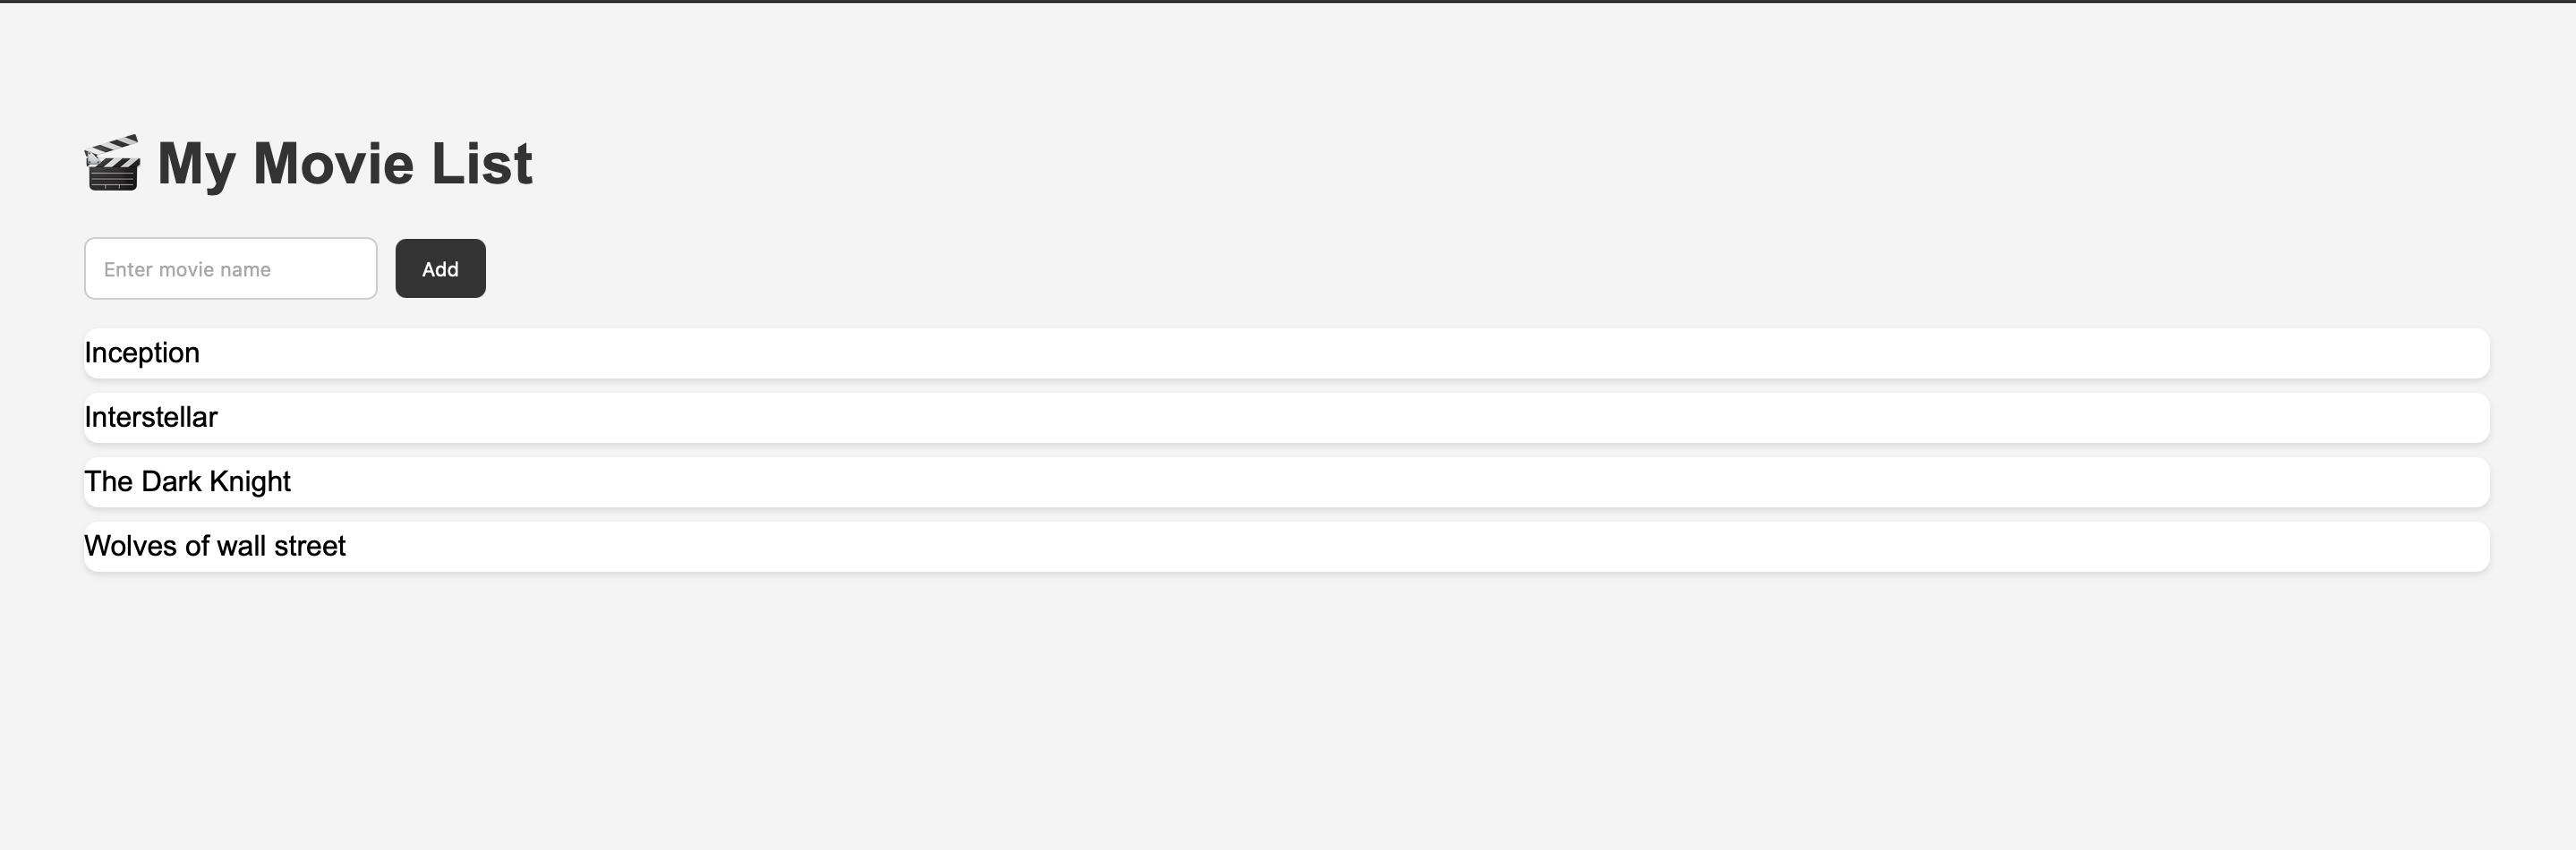 🎬 My Movie List
Enter movie name
Add
Inception
Interstellar
The Dark Knight
Wolves of wall street